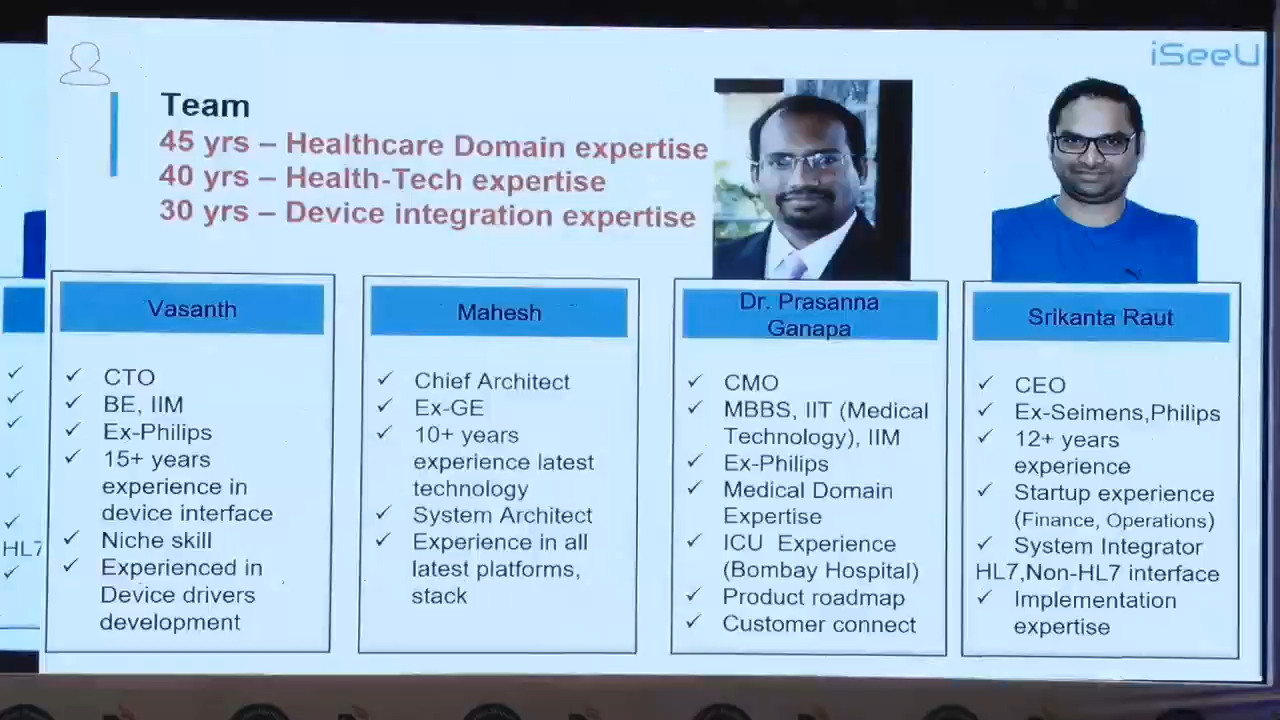 iSeeU
Team
45 yrs – Healthcare Domain expertise
40 yrs – Health-Tech expertise
30 yrs – Device integration expertise
Vasanth
✓ CTO
✓ BE, IIM
✓ Ex-Philips
✓ 15+ years
experience in
device interface
✓ Niche skill
✓ Experienced in
Device drivers
development
Mahesh
✓ Chief Architect
✓ Ex-GE
✓ 10+ years
experience latest
technology
✓ System Architect
✓ Experience in all
latest platforms,
stack
Dr. Prasanna
Ganapa
✓ CMO
✓ MBBS, IIT (Medical
Technology), IIM
✓ Ex-Philips
✓ Medical Domain
Expertise
✓ ICU Experience
(Bombay Hospital)
✓ Product roadmap
✓ Customer connect
Srikanta Raut
✓ CEO
✓ Ex-Seimens,Philips
✓ 12+ years
experience
✓ Startup experience
(Finance, Operations)
✓ System Integrator
HL7,Non-HL7 interface
✓ Implementation
expertise
HL7